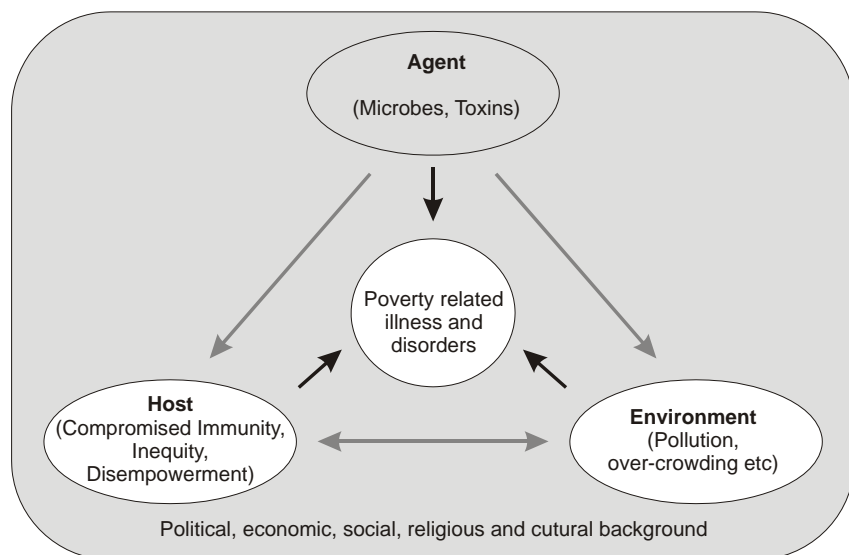 Agent
(Microbes, Toxins)
Poverty related
illness and
disorders
Host
(Compromised Immunity,
Inequity,
Disempowerment)
Environment
(Pollution,
over-crowding etc)
Political, economic, social, religious and cutural background